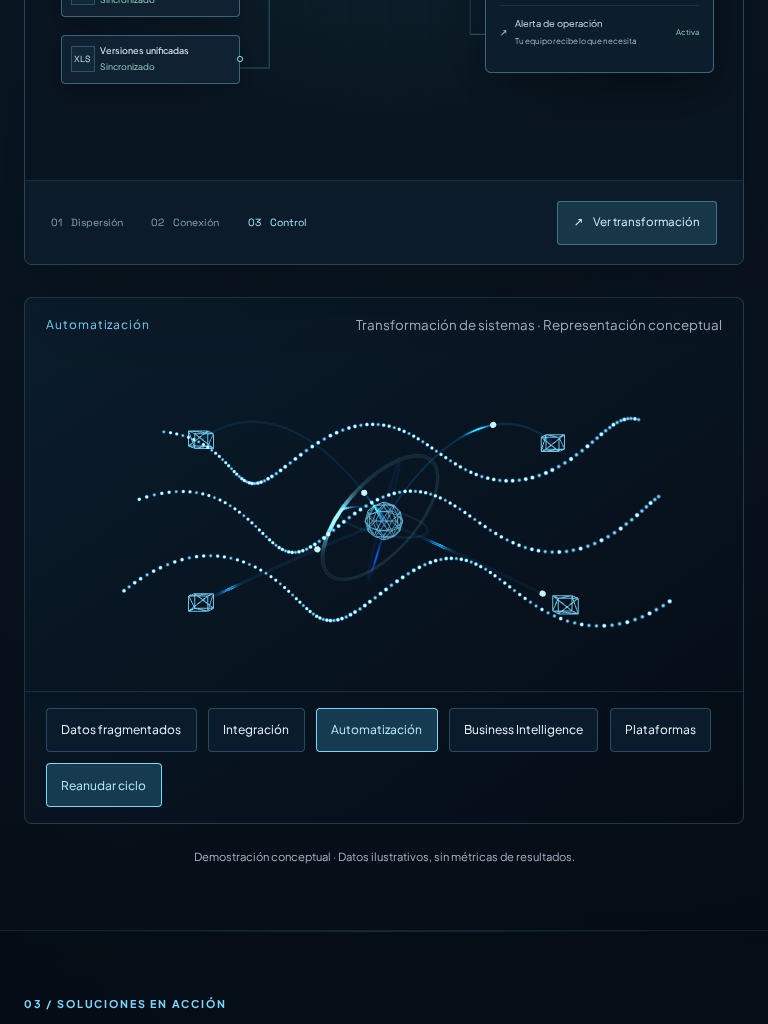 Sincronizado
XLS
Versiones unificadas
Sincronizado
↗ Alerta de operación
Tu equipo recibe lo que necesita
Activa
01 Dispersión 02 Conexión 03 Control
↗ Ver transformación
Automatización
Transformación de sistemas · Representación conceptual
Datos fragmentados
Integración
Automatización
Business Intelligence
Plataformas
Reanudar ciclo
Demostración conceptual · Datos ilustrativos, sin métricas de resultados.
03 / SOLUCIONES EN ACCIÓN